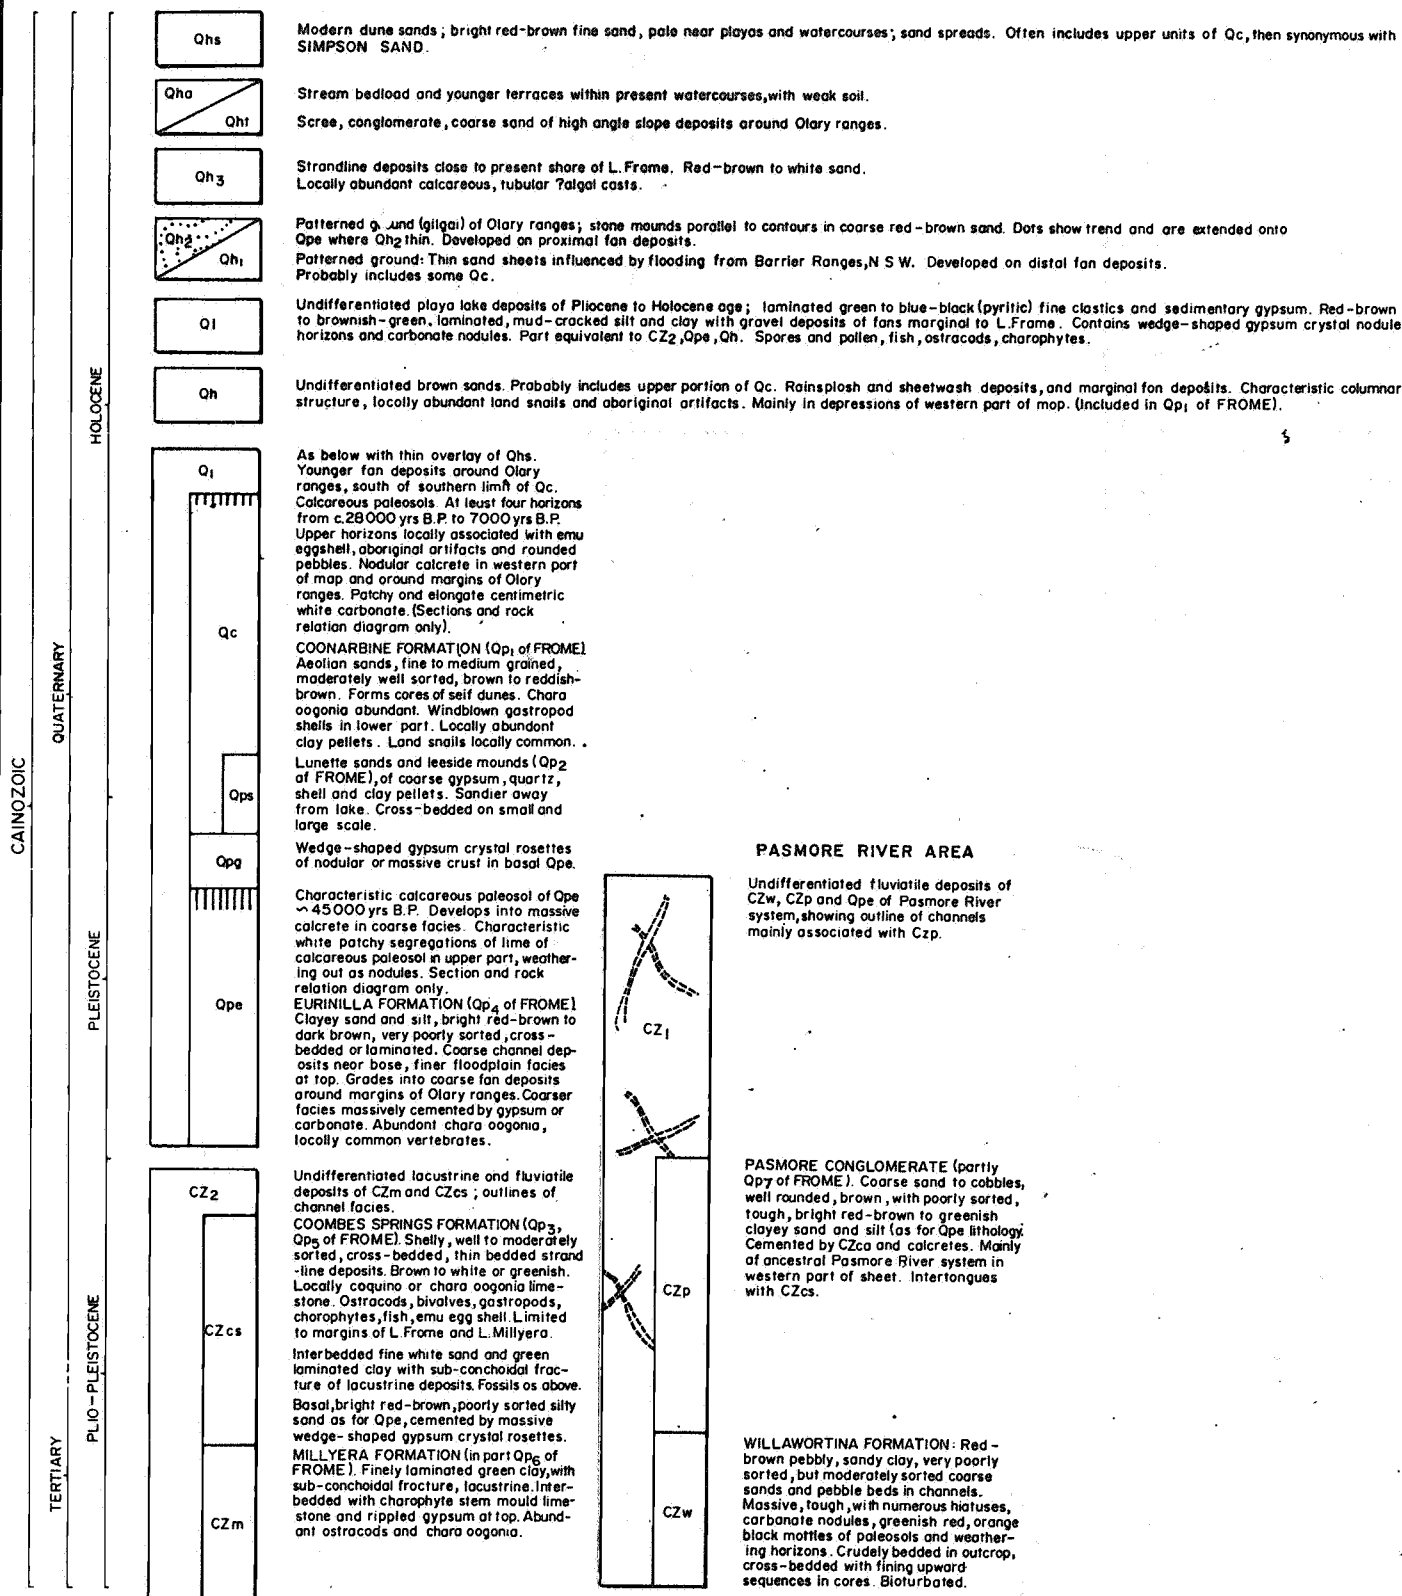 Qhs
Modern dune sands; bright red-brown fine sand, pale near playas and watercourses; sand spreads. Often includes upper units of Qc, then synonymous with
SIMPSON SAND.
Qha
Qht
Stream bedload and younger terraces within present watercourses, with weak soil.
Scree, conglomerate, coarse sand of high angle slope deposits around Olary ranges.
Qh3
Strandline deposits close to present shore of L. Frome. Red-brown to white sand.
Locally abundant calcareous, tubular ?algal casts.
Qh2
Qh1
Patterned (gilgai) of Olary ranges; stone mounds parallel to contours in coarse red-brown sand. Dots show trend and are extended onto
Qpe where Qh2 thin. Developed on proximal fan deposits.
Patterned ground: Thin sand sheets influenced by flooding from Barrier Ranges, N S W. Developed on distal fan deposits.
Probably includes some Qc.
Ql
Undifferentiated playa lake deposits of Pliocene to Holocene age; laminated green to blue-black (pyritic) fine clastics and sedimentary gypsum. Red-brown
to brownish-green, laminated, mud-cracked silt and clay with gravel deposits of fans marginal to L. Frome. Contains wedge-shaped gypsum crystal nodule
horizons and carbonate nodules. Part equivalent to CZ2, Qpe, Qh. Spores and pollen, fish, ostracods, charophytes.
Qh
Undifferentiated brown sands. Probably includes upper portion of Qc. Rainsplosh and sheetwash deposits, and marginal fan deposits. Characteristic columnar
structure, locally abundant land snails and aboriginal artifacts. Mainly in depressions of western part of map. (Included in Qp1 of FROME).
CAINOZOIC
QUATERNARY
TERTIARY
HOLOCENE
PLEISTOCENE
PLIO-PLEISTOCENE
Q1
As below with thin overlay of Qhs.
Younger fan deposits around Olary
ranges, south of southern limit of Qc.
Calcareous paleosols. At least four horizons
from c.28000 yrs B.P. to 7000 yrs B.P.
Upper horizons locally associated with emu
eggshell, aboriginal artifacts and rounded
pebbles. Nodular calcrete in western part
of map and around margins of Olary
ranges. Patchy and elongate centimetric
white carbonate. (Sections and rock
relation diagram only).
Qc
COONARBINE FORMATION (Qp1 of FROME)
Aeolian sands, fine to medium grained,
moderately well sorted, brown to reddish-
brown. Forms cores of seif dunes. Chara
oogonia abundant. Windblown gastropod
shells in lower part. Locally abundant
clay pellets. Land snails locally common.
Qps
Lunette sands and leeside mounds (Qp2
of FROME), of coarse gypsum, quartz,
shell and clay pellets. Sandier away
from lake. Cross-bedded on small and
large scale.
Qpg
Wedge-shaped gypsum crystal rosettes
of nodular or massive crust in basal Qpe.
Characteristic calcareous paleosol of Qpe
~45000 yrs B.P. Develops into massive
calcrete in coarse facies. Characteristic
white patchy segregations of lime of
calcareous paleosol in upper part, weather-
ing out as nodules. Section and rock
relation diagram only.
Qpe
EURINILLA FORMATION (Qp4 of FROME)
Clayey sand and silt, bright red-brown to
dark brown, very poorly sorted, cross-
bedded or laminated. Coarse channel dep-
osits near base, finer floodplain facies
at top. Grades into coarse fan deposits
around margins of Olary ranges. Coarser
facies massively cemented by gypsum or
carbonate. Abundant chara oogonia,
locally common vertebrates.
CZ2
Undifferentiated lacustrine and fluviatile
deposits of CZm and CZcs; outlines of
channel facies.
CZcs
COOMBES SPRINGS FORMATION (Qp3,
Qp5 of FROME). Shelly, well to moderately
sorted, cross-bedded, thin bedded strand
-line deposits. Brown to white or greenish.
Locally coquino or chara oogonia lime-
stone. Ostracods, bivalves, gastropods,
chorophytes, fish, emu egg shell. Limited
to margins of L. Frome and L. Millyera.
Interbedded fine white sand and green
laminated clay with sub-conchoidal frac-
ture of lacustrine deposits. Fossils as above.
Basal, bright red-brown, poorly sorted silty
sand as for Qpe, cemented by massive
wedge-shaped gypsum crystal rosettes.
CZm
MILLYERA FORMATION (in part Qp6 of
FROME). Finely laminated green clay, with
sub-conchoidal fracture, lacustrine. Inter-
bedded with charophyte stem mould lime-
stone and rippled gypsum at top. Abund-
ant ostracods and chara oogonia.
PASMORE RIVER AREA
CZ1
Undifferentiated fluviatile deposits of
CZw, CZp and Qpe of Pasmore River
system, showing outline of channels
mainly associated with Czp.
CZp
PASMORE CONGLOMERATE (partly
Qp7 of FROME). Coarse sand to cobbles,
well rounded, brown, with poorly sorted,
tough, bright red-brown to greenish
clayey sand and silt (as for Qpe lithology.
Cemented by CZca and calcretes. Mainly
of ancestral Pasmore River system in
western part of sheet. Intertongues
with CZcs.
CZw
WILLAWORTINA FORMATION: Red-
brown pebbly, sandy clay, very poorly
sorted, but moderately sorted coarse
sands and pebble beds in channels.
Massive, tough, with numerous hiatuses,
carbonate nodules, greenish red, orange
black mottles of paleosols and weather-
ing horizons. Crudely bedded in outcrop,
cross-bedded with fining upward
sequences in cores. Bioturbated.